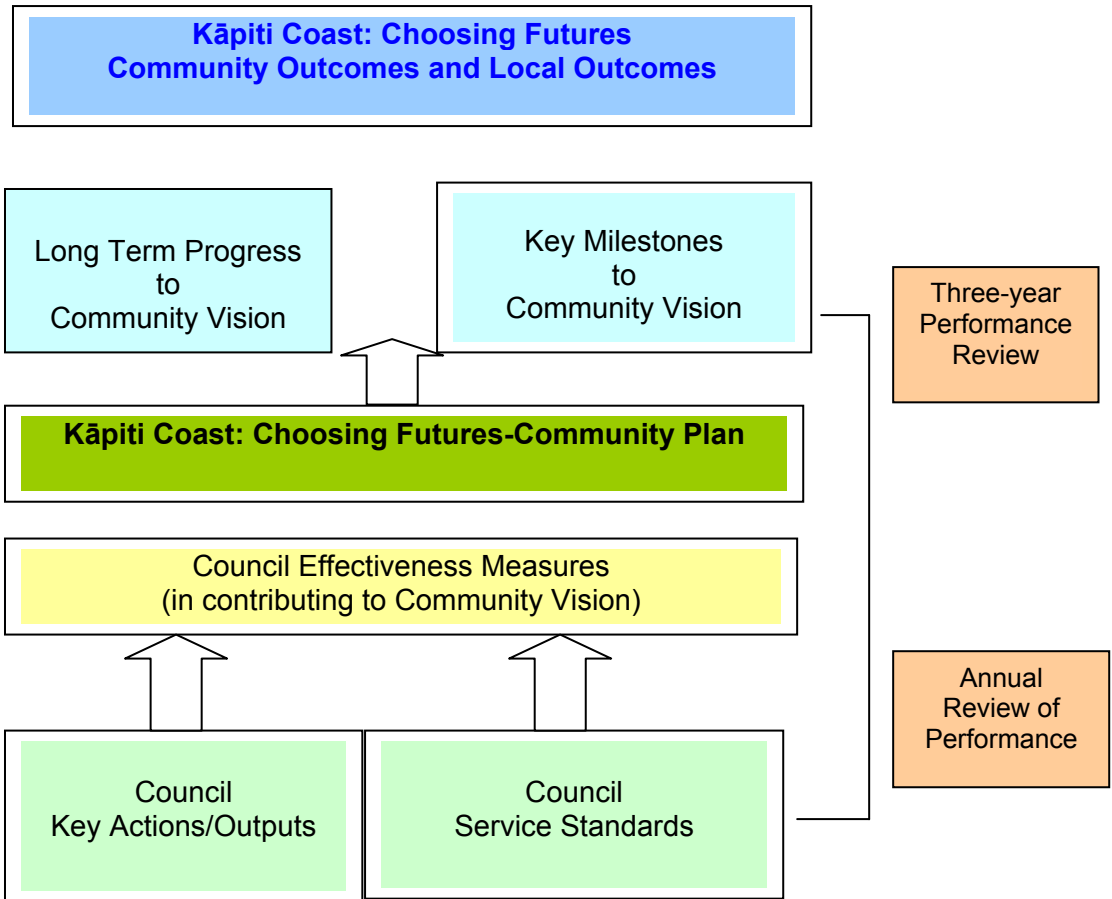 Kāpiti Coast: Choosing Futures
Community Outcomes and Local Outcomes
Long Term Progress
to
Community Vision
Key Milestones
to
Community Vision
Three-year
Performance
Review
Kāpiti Coast: Choosing Futures-Community Plan
Council Effectiveness Measures
(in contributing to Community Vision)
Annual
Review of
Performance
Council
Key Actions/Outputs
Council
Service Standards